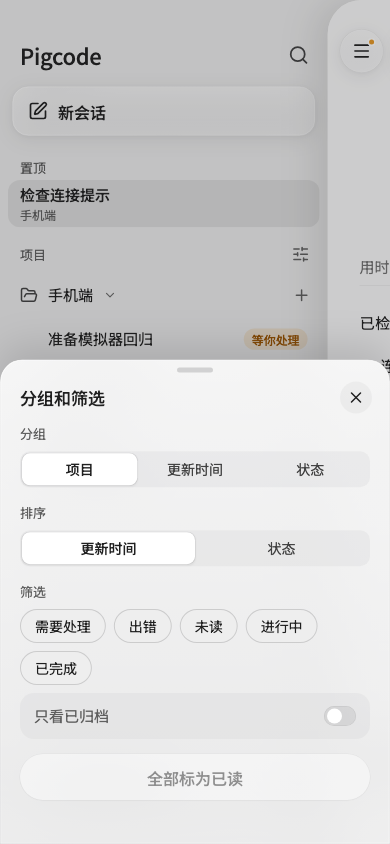 Pigcode
新会话
置顶
检查连接提示
手机端
项目
用时
手机端
已检
准备模拟器回归
等你处理
分组和筛选
分组
项目
更新时间
状态
排序
更新时间
状态
筛选
需要处理
出错
未读
进行中
已完成
只看已归档
全部标为已读